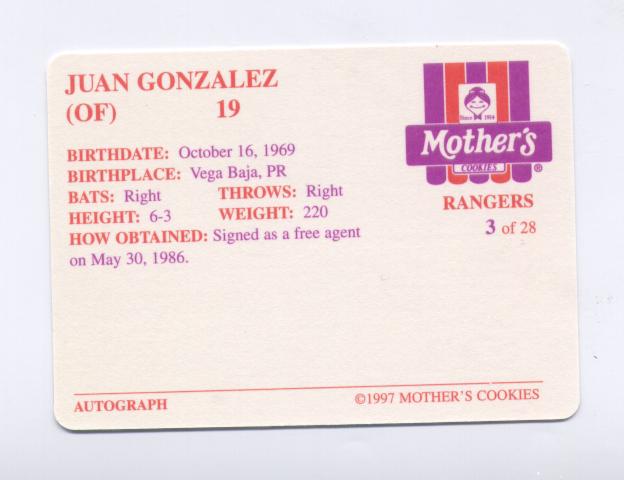 JUAN GONZALEZ
(OF) 19
BIRTHDATE: October 16, 1969
BIRTHPLACE: Vega Baja, PR
BATS: Right THROWS: Right
HEIGHT: 6-3 WEIGHT: 220
HOW OBTAINED: Signed as a free agent
on May 30, 1986.
Since 1914
Mother's
COOKIES ®
RANGERS
3 of 28
AUTOGRAPH ©1997 MOTHER'S COOKIES